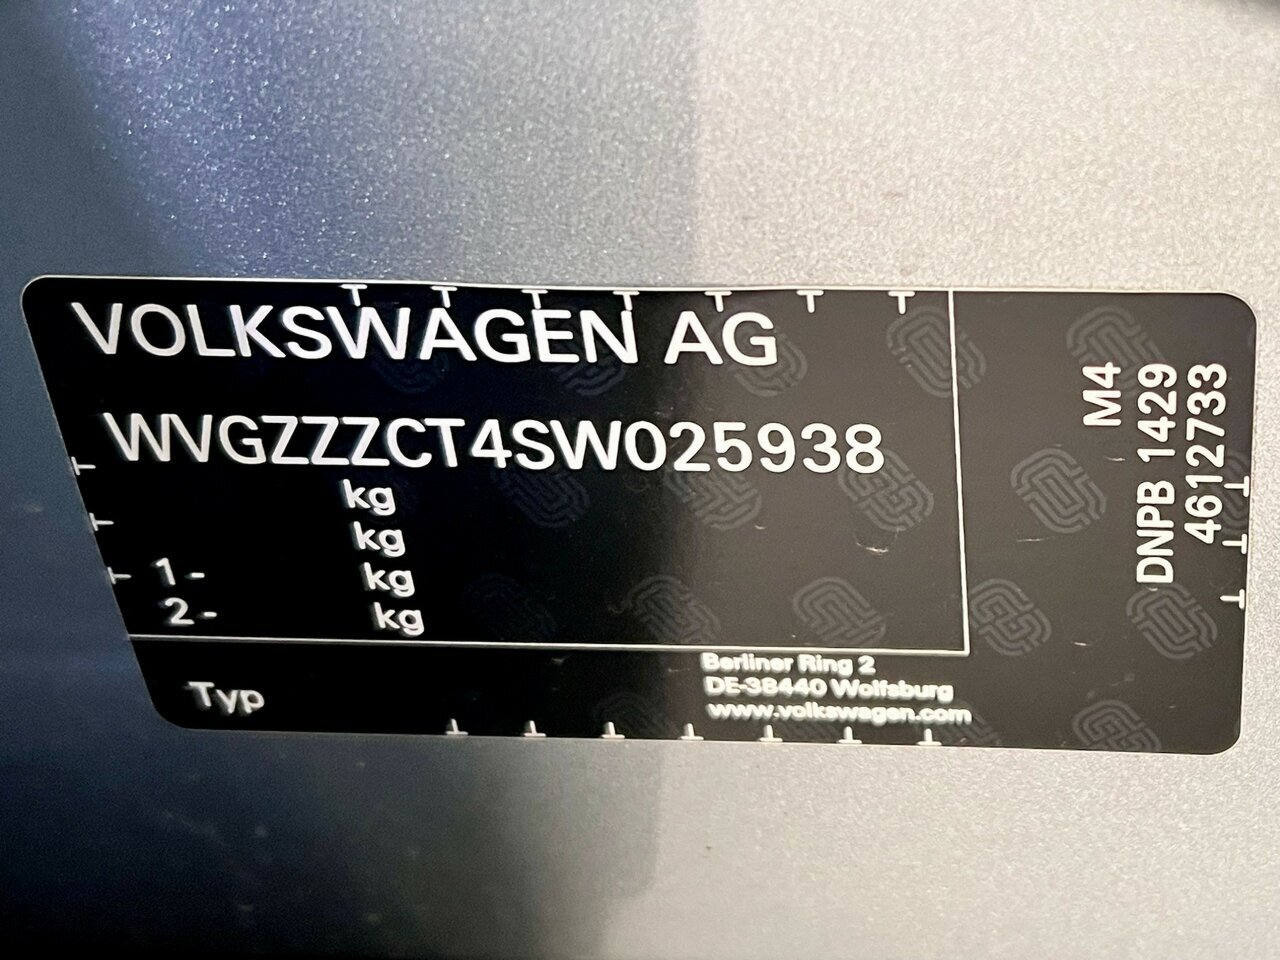 VOLKSWAGEN AG
WVGZZZCT4SW025938
kg
kg
1- kg
2- kg
Typ
Berliner Ring 2
DE-38440 Wolfsburg
www.volkswagen.com
M4
DNPB 1429
4612733